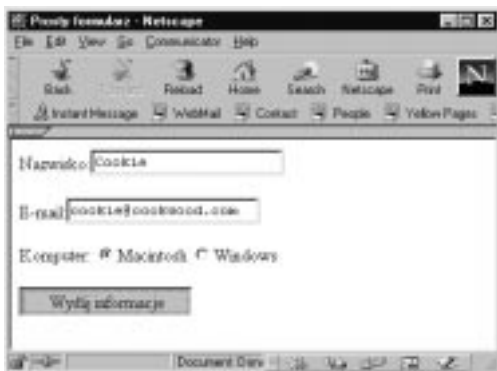 Prosty formularz - Netscape
File Edit View Go Communicator Help
Back Reload Home Search Netscape Print N
Instant Message WebMail Contact People Yellow Pages
Nazwisko: Cookie
E-mail: cookie@cookwood.com
Komputer: Macintosh Windows
Wyślij informacje
Document: Done